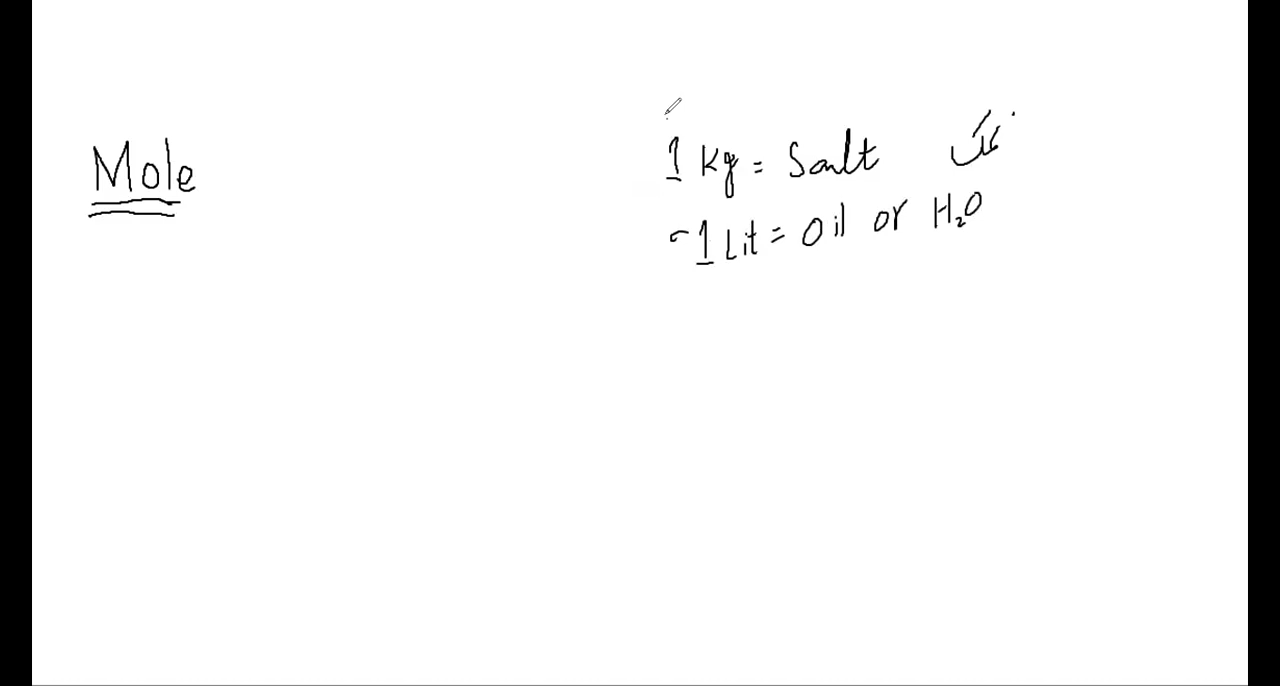 Mole
1 Kg = Salt نمک
1 Lit = Oil or H₂O